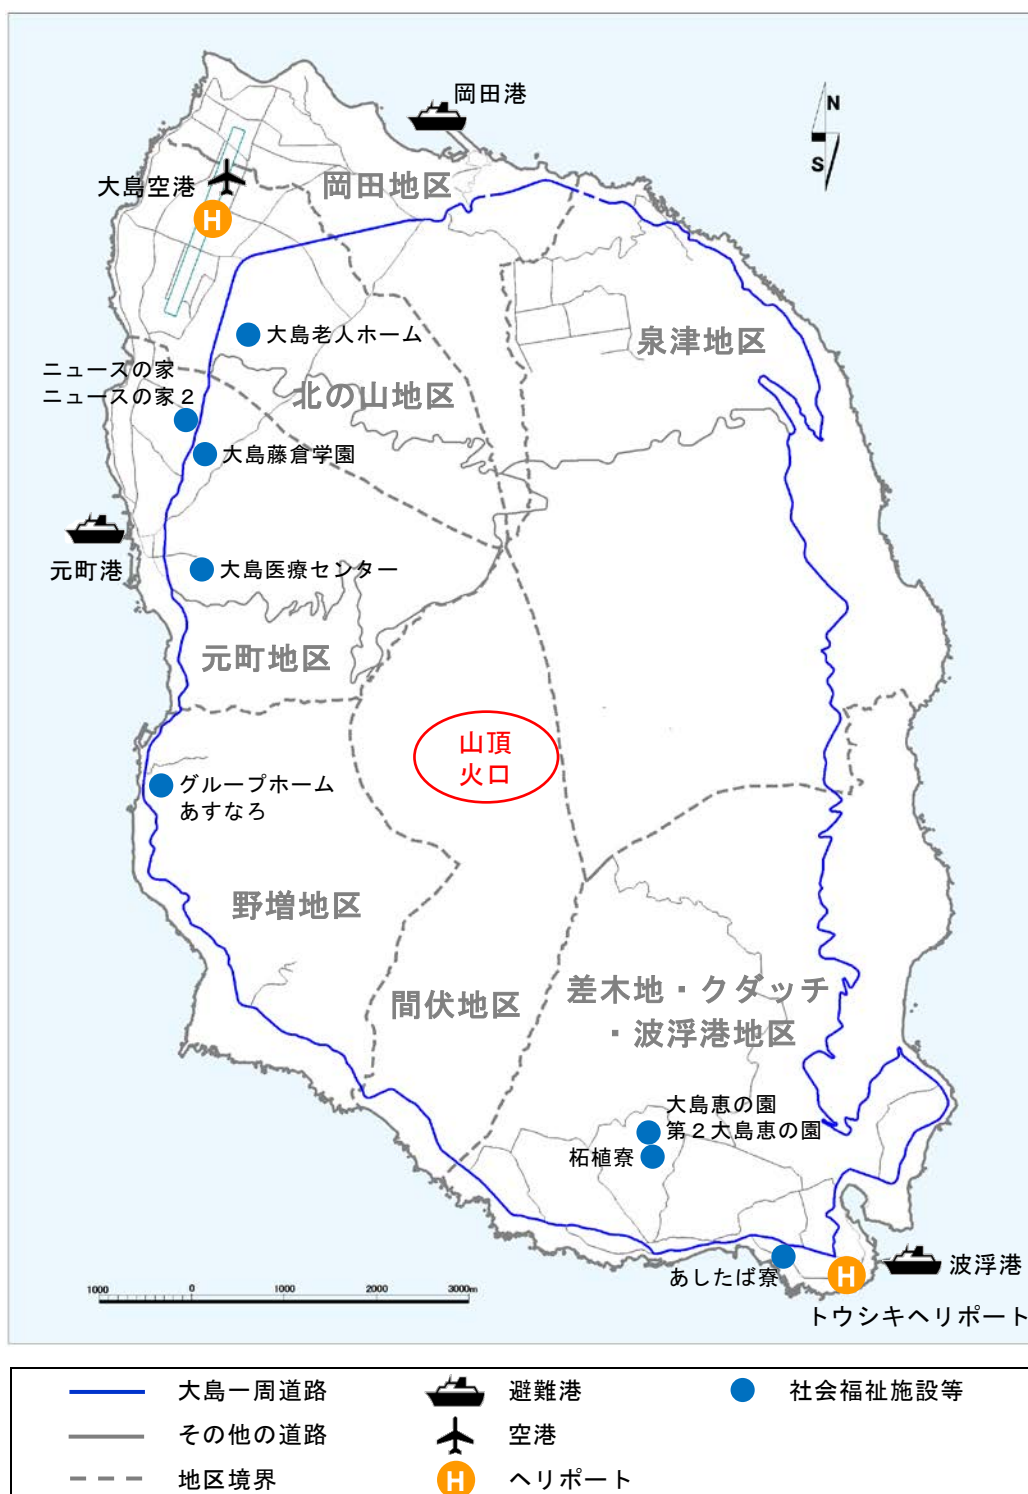 岡田港
N
S
大島空港
岡田地区
H
大島老人ホーム
泉津地区
ニュースの家
ニュースの家２
北の山地区
大島藤倉学園
元町港
大島医療センター
元町地区
山頂
火口
グループホーム
あすなろ
野増地区
間伏地区
差木地・クダッチ
・波浮港地区
大島恵の園
第２大島恵の園
柘植寮
あしたば寮
H
波浮港
トウシキヘリポート
1000 0 1000 2000 3000m
大島一周道路
避難港
社会福祉施設等
その他の道路
空港
地区境界
H
ヘリポート